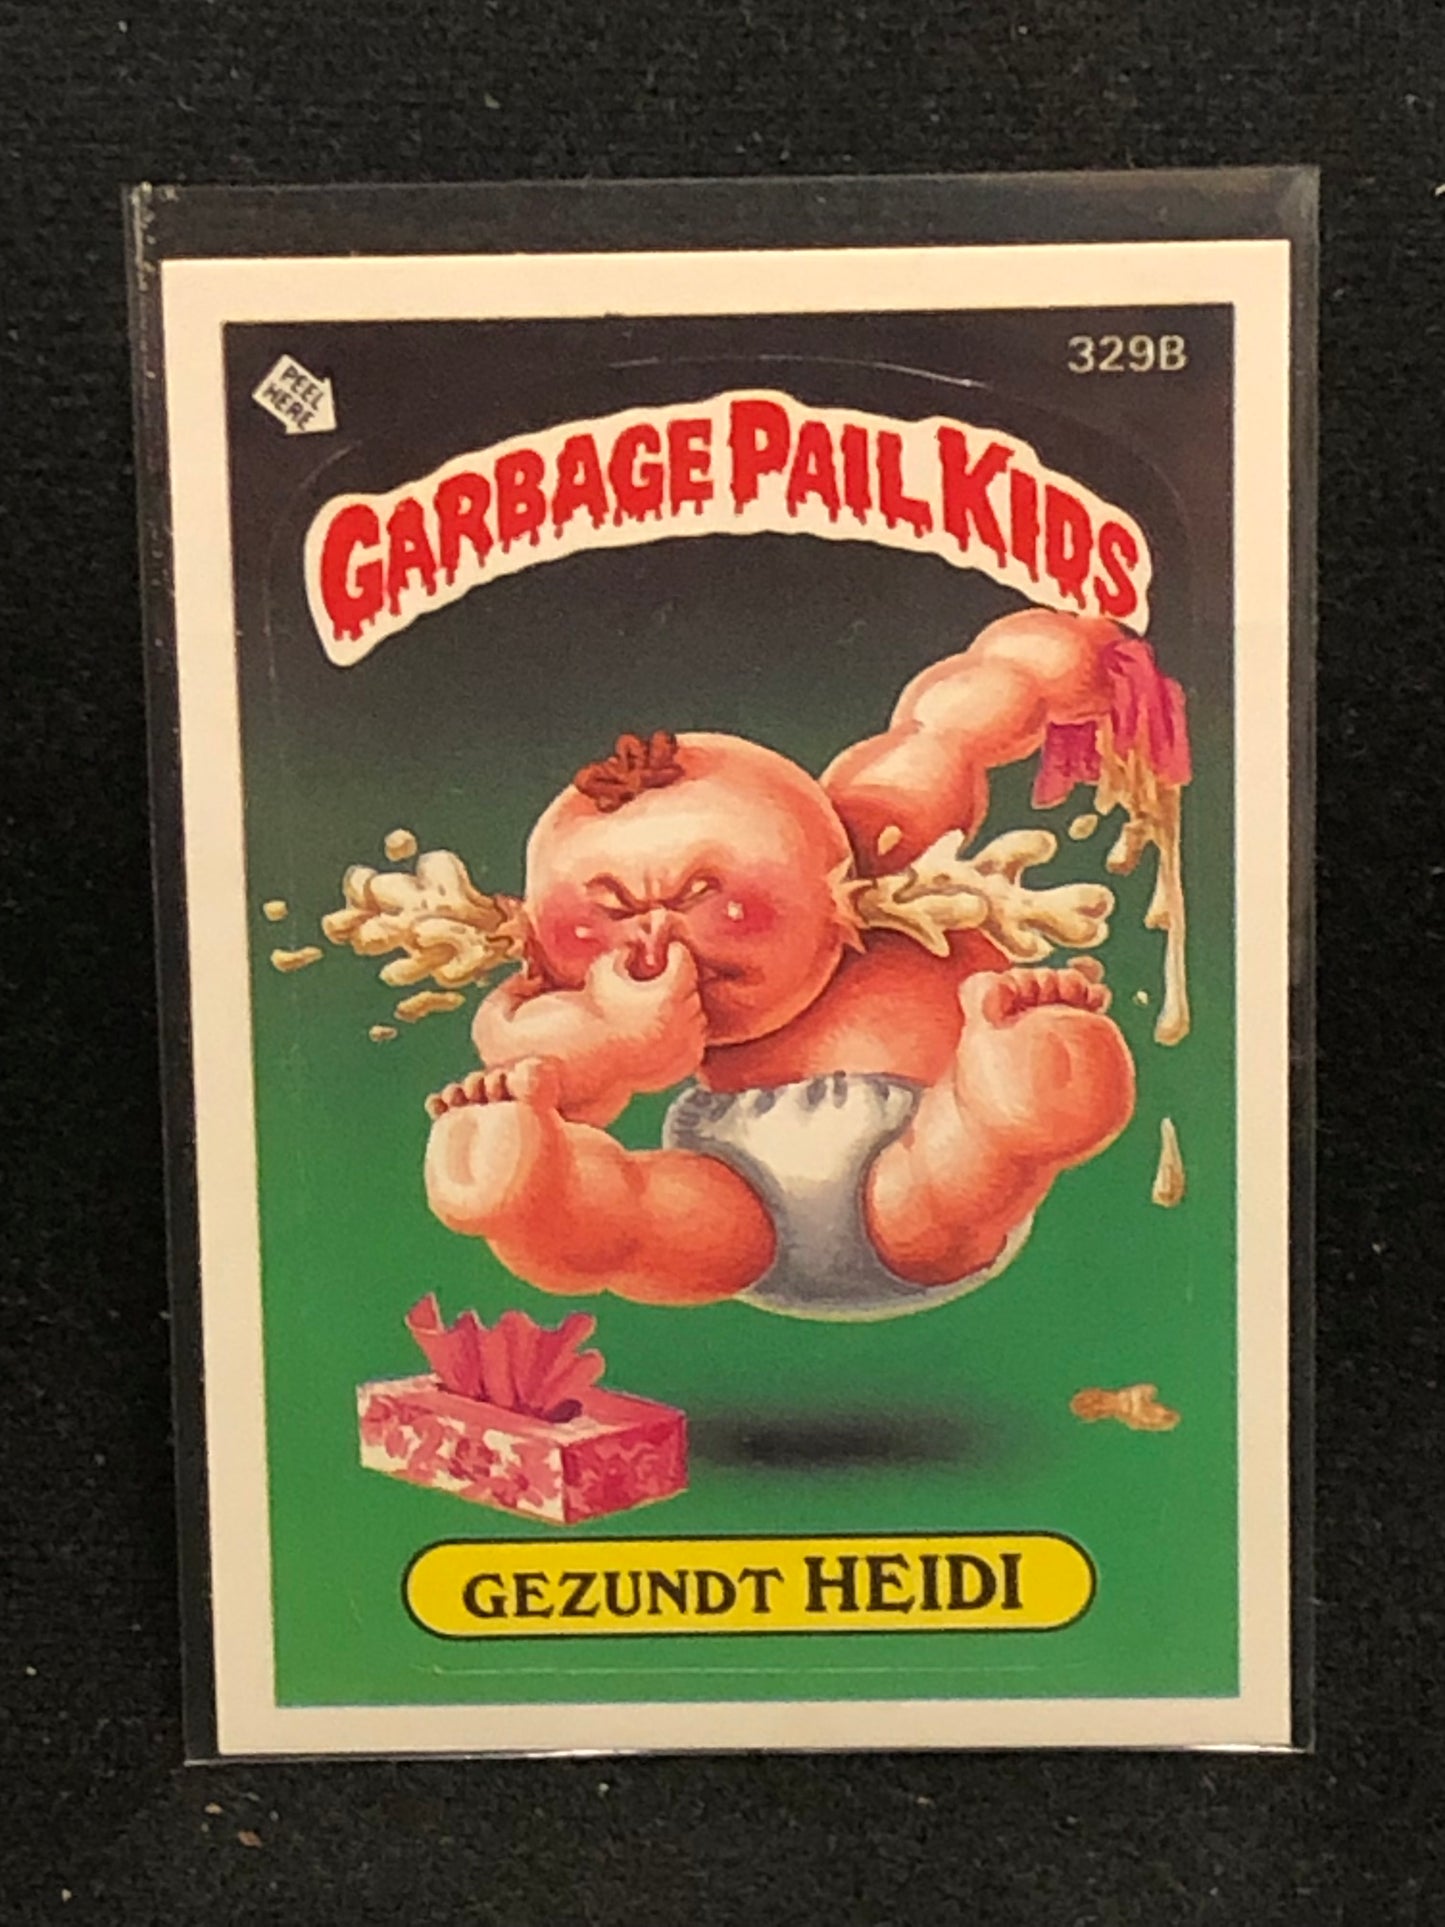 PEEL
HERE
329B
GARBAGE PAIL KIDS
GEZUNDT HEIDI